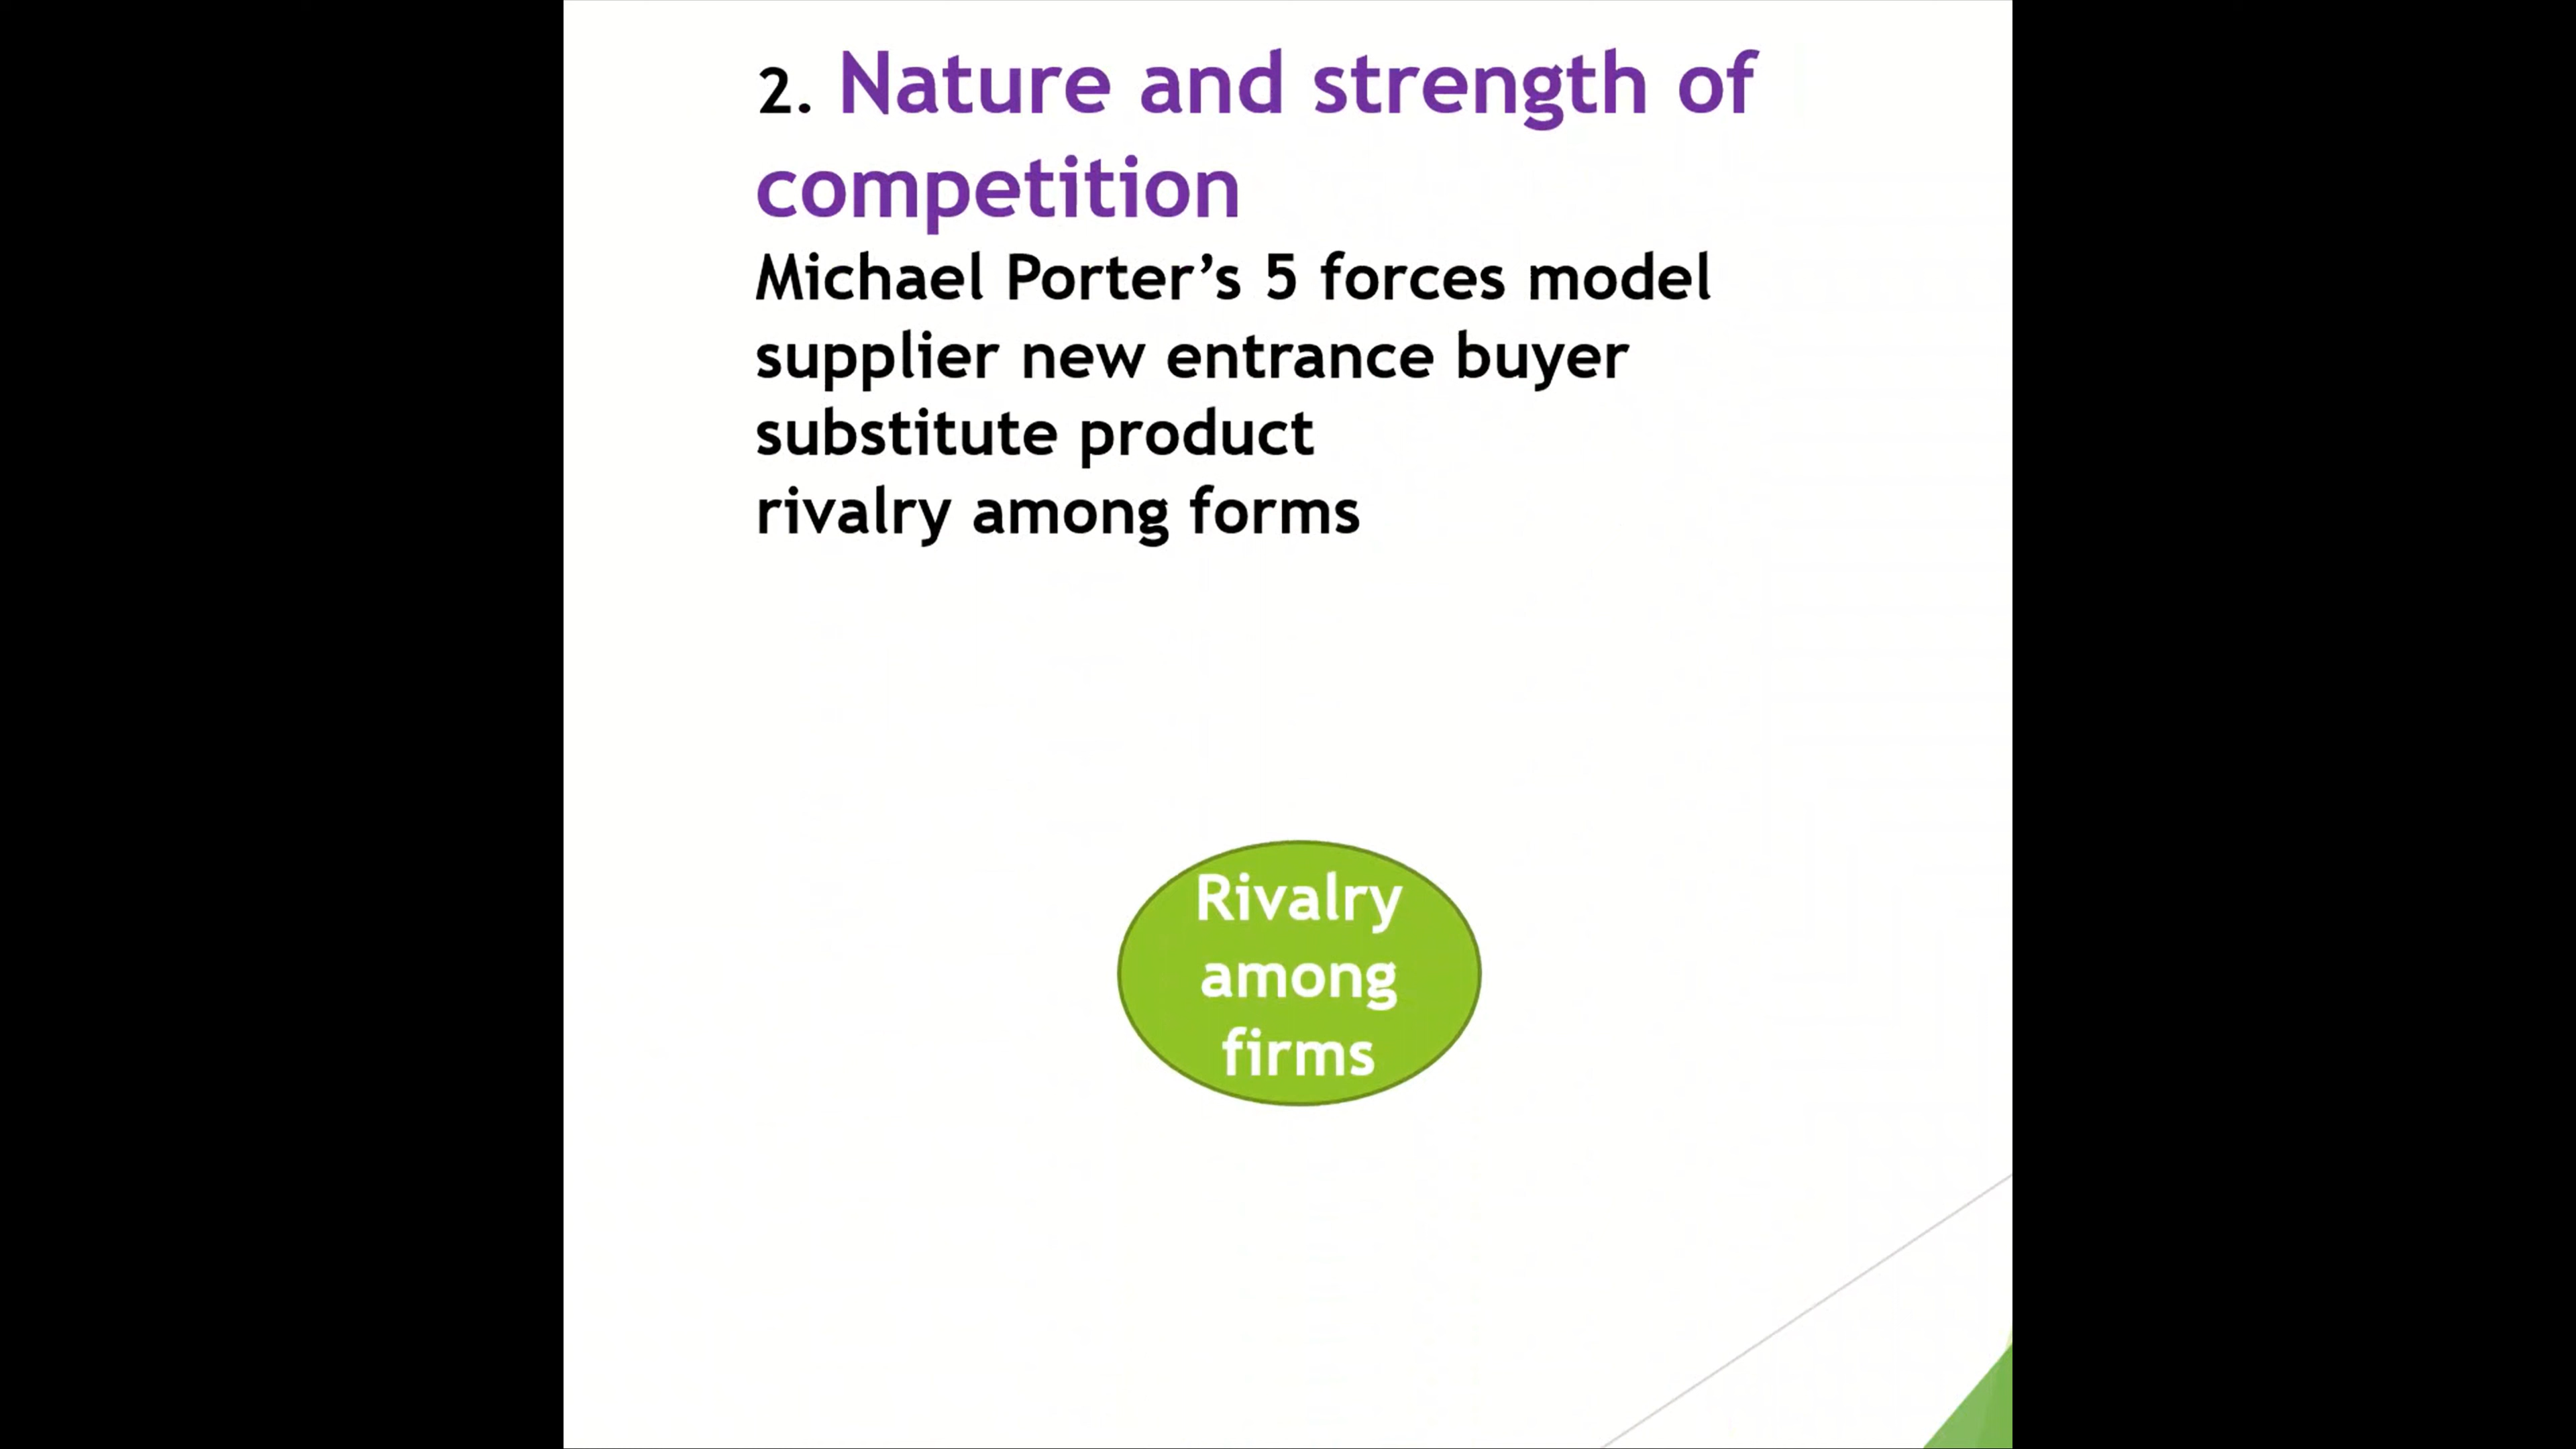 2. Nature and strength of
competition
Michael Porter’s 5 forces model
supplier new entrance buyer
substitute product
rivalry among forms
Rivalry
among
firms